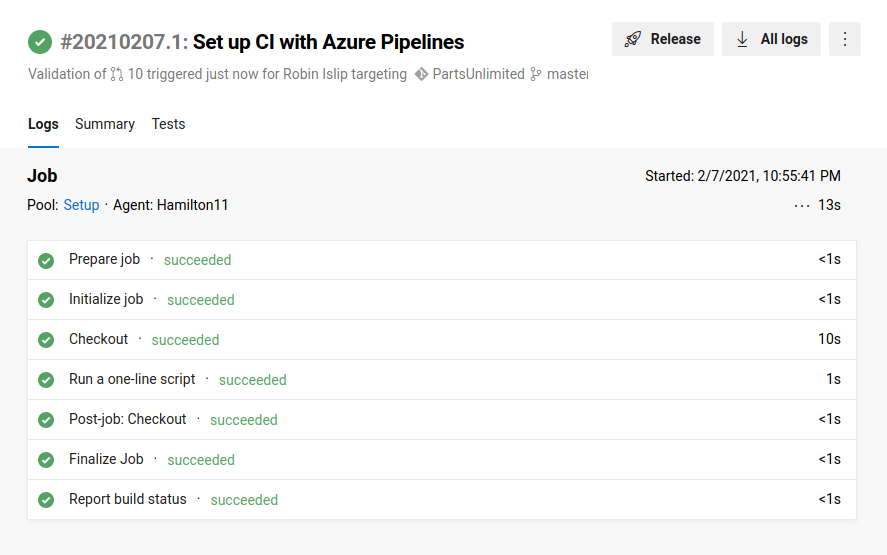 #20210207.1: Set up CI with Azure Pipelines
Release
All logs
Validation of 10 triggered just now for Robin Islip targeting PartsUnlimited master
Logs Summary Tests
Job
Started: 2/7/2021, 10:55:41 PM
Pool: Setup · Agent: Hamilton11
··· 13s
Prepare job · succeeded <1s
Initialize job · succeeded <1s
Checkout · succeeded 10s
Run a one-line script · succeeded 1s
Post-job: Checkout · succeeded <1s
Finalize Job · succeeded <1s
Report build status · succeeded <1s